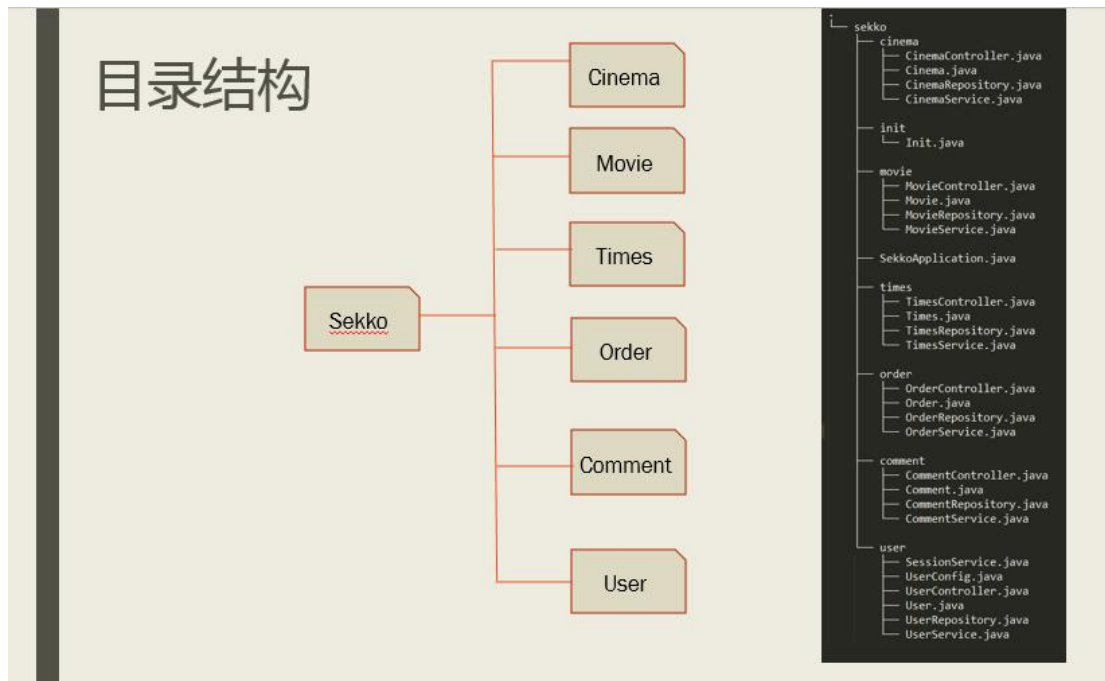 目录结构
Cinema
Movie
Times
Sekko
Order
Comment
User
.
└── sekko
├── cinema
├── CinemaController.java
├── Cinema.java
├── CinemaRepository.java
└── CinemaService.java
├── init
└── Init.java
├── movie
├── MovieController.java
├── Movie.java
├── MovieRepository.java
└── MovieService.java
├── SekkoApplication.java
├── times
├── TimesController.java
├── Times.java
├── TimesRepository.java
└── TimesService.java
├── order
├── OrderController.java
├── Order.java
├── OrderRepository.java
└── OrderService.java
├── comment
├── CommentController.java
├── Comment.java
├── CommentRepository.java
└── CommentService.java
└── user
├── SessionService.java
├── UserConfig.java
├── UserController.java
├── User.java
├── UserRepository.java
└── UserService.java